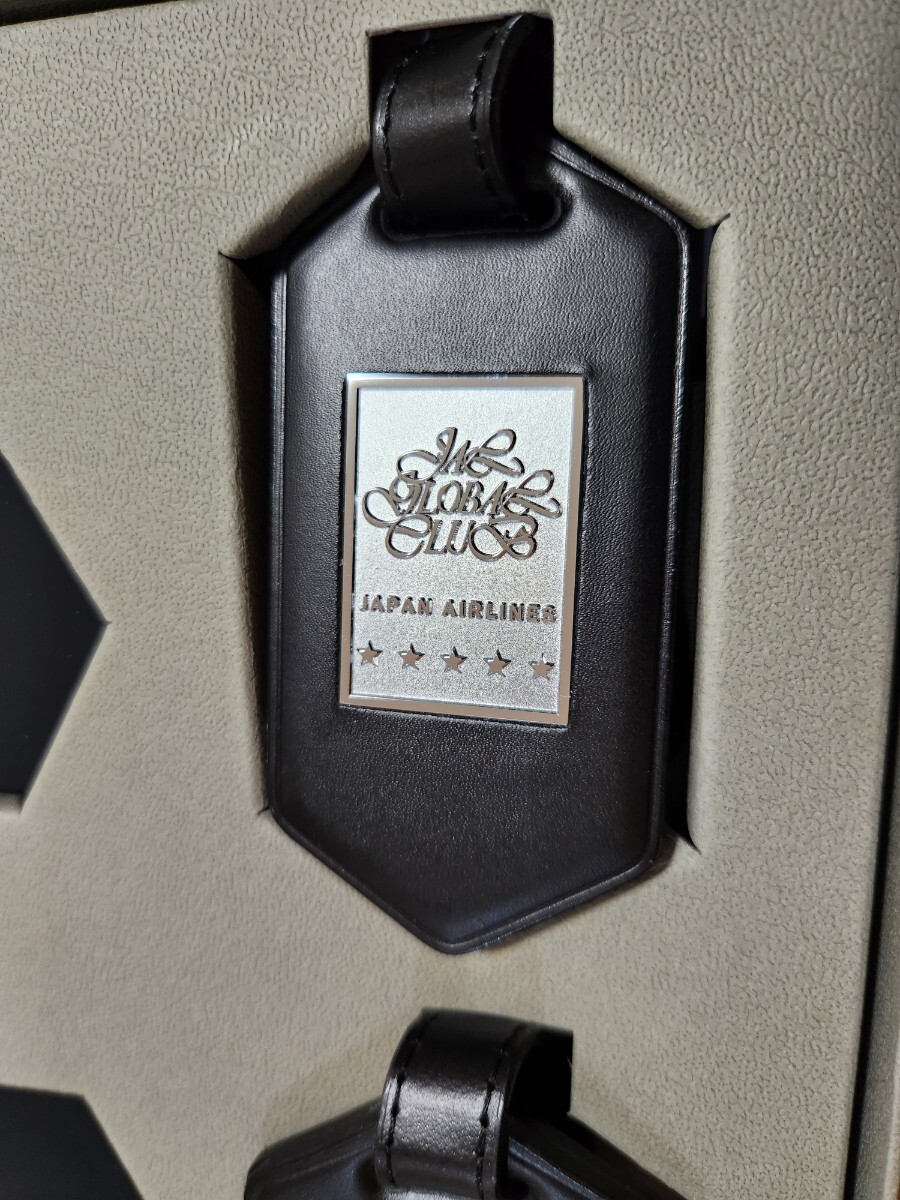 JAL
GLOBAL
CLUB
JAPAN AIRLINES
★ ★ ★ ★ ★